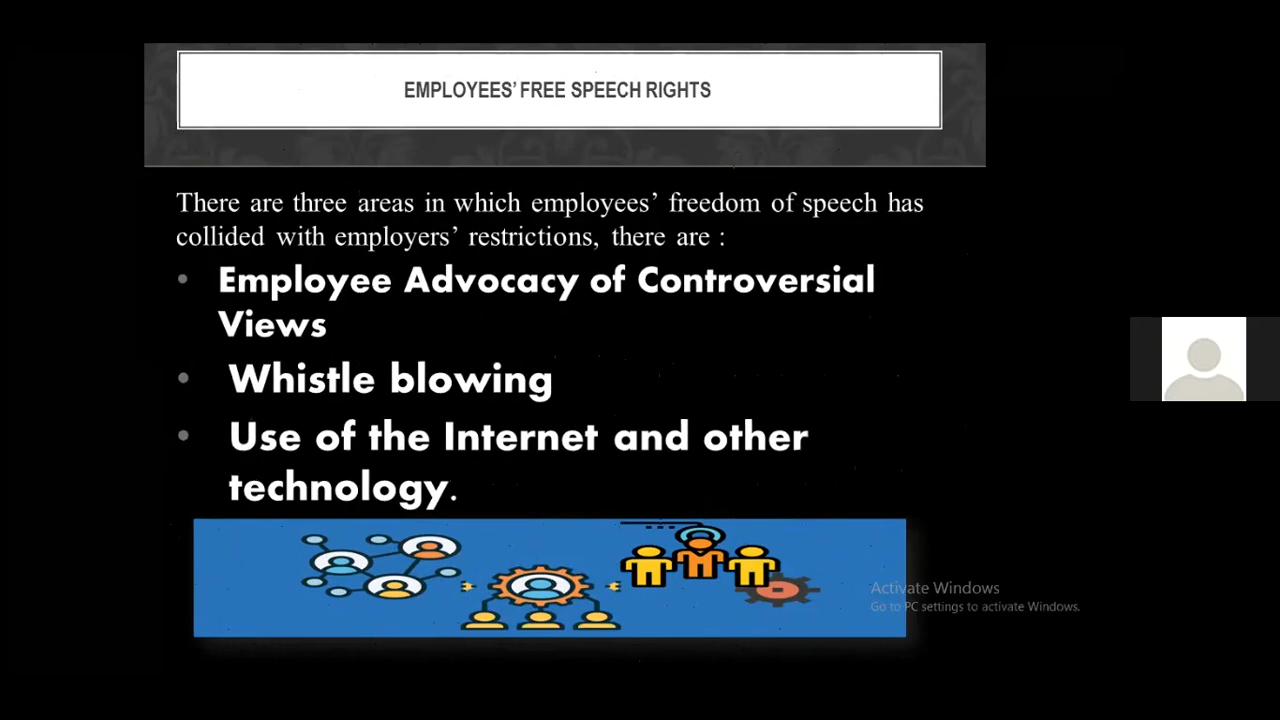 EMPLOYEES’ FREE SPEECH RIGHTS
There are three areas in which employees’ freedom of speech has
collided with employers’ restrictions, there are :
• Employee Advocacy of Controversial
Views
• Whistle blowing
• Use of the Internet and other
technology.
Activate Windows
Go to PC settings to activate Windows.